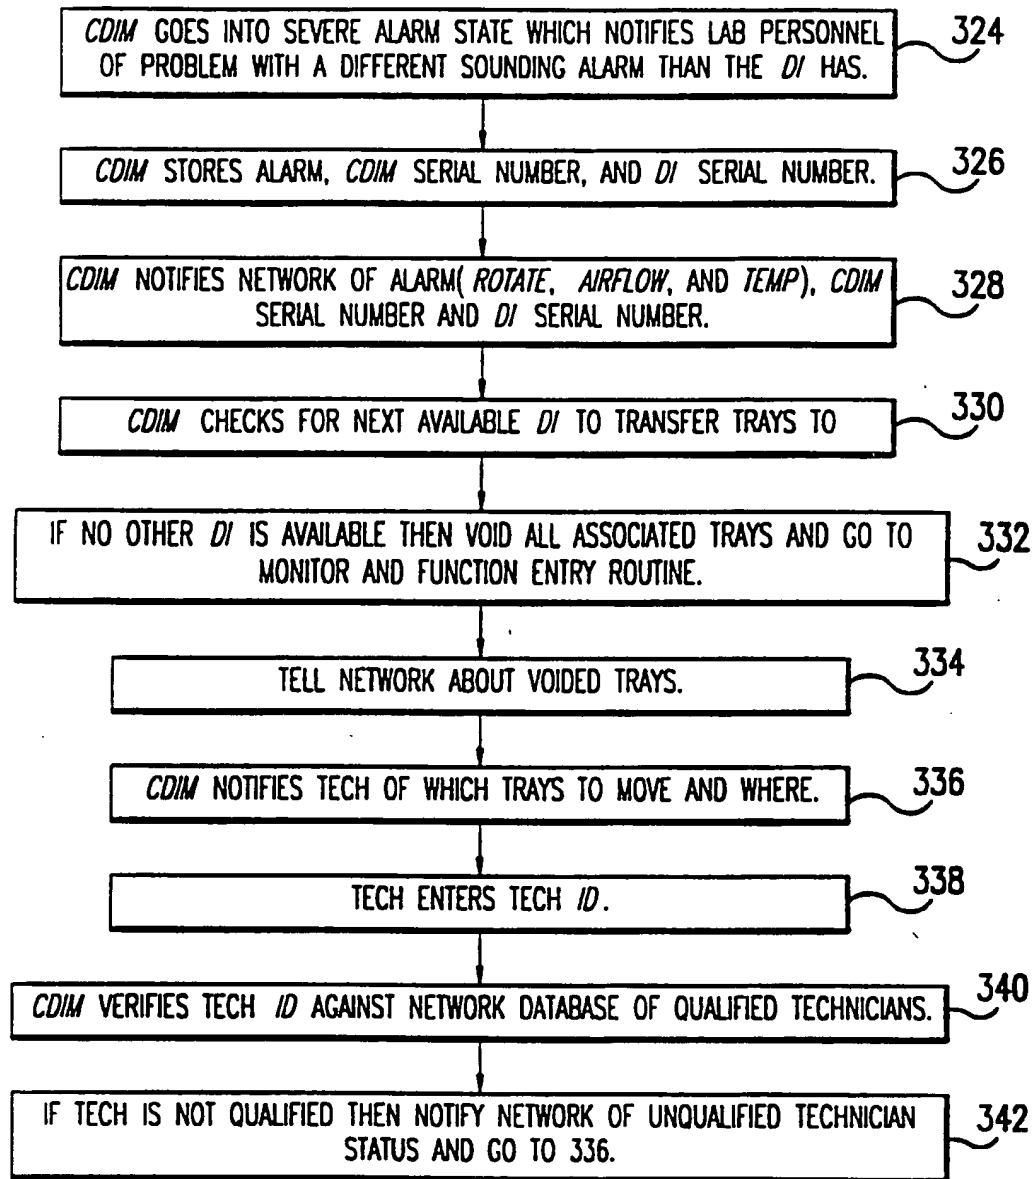 CDIM GOES INTO SEVERE ALARM STATE WHICH NOTIFIES LAB PERSONNEL
OF PROBLEM WITH A DIFFERENT SOUNDING ALARM THAN THE DI HAS.
324
CDIM STORES ALARM, CDIM SERIAL NUMBER, AND DI SERIAL NUMBER.
326
CDIM NOTIFIES NETWORK OF ALARM( ROTATE, AIRFLOW, AND TEMP), CDIM
SERIAL NUMBER AND DI SERIAL NUMBER.
328
CDIM CHECKS FOR NEXT AVAILABLE DI TO TRANSFER TRAYS TO
330
IF NO OTHER DI IS AVAILABLE THEN VOID ALL ASSOCIATED TRAYS AND GO TO
MONITOR AND FUNCTION ENTRY ROUTINE.
332
TELL NETWORK ABOUT VOIDED TRAYS.
334
CDIM NOTIFIES TECH OF WHICH TRAYS TO MOVE AND WHERE.
336
TECH ENTERS TECH ID.
338
CDIM VERIFIES TECH ID AGAINST NETWORK DATABASE OF QUALIFIED TECHNICIANS.
340
IF TECH IS NOT QUALIFIED THEN NOTIFY NETWORK OF UNQUALIFIED TECHNICIAN
STATUS AND GO TO 336.
342